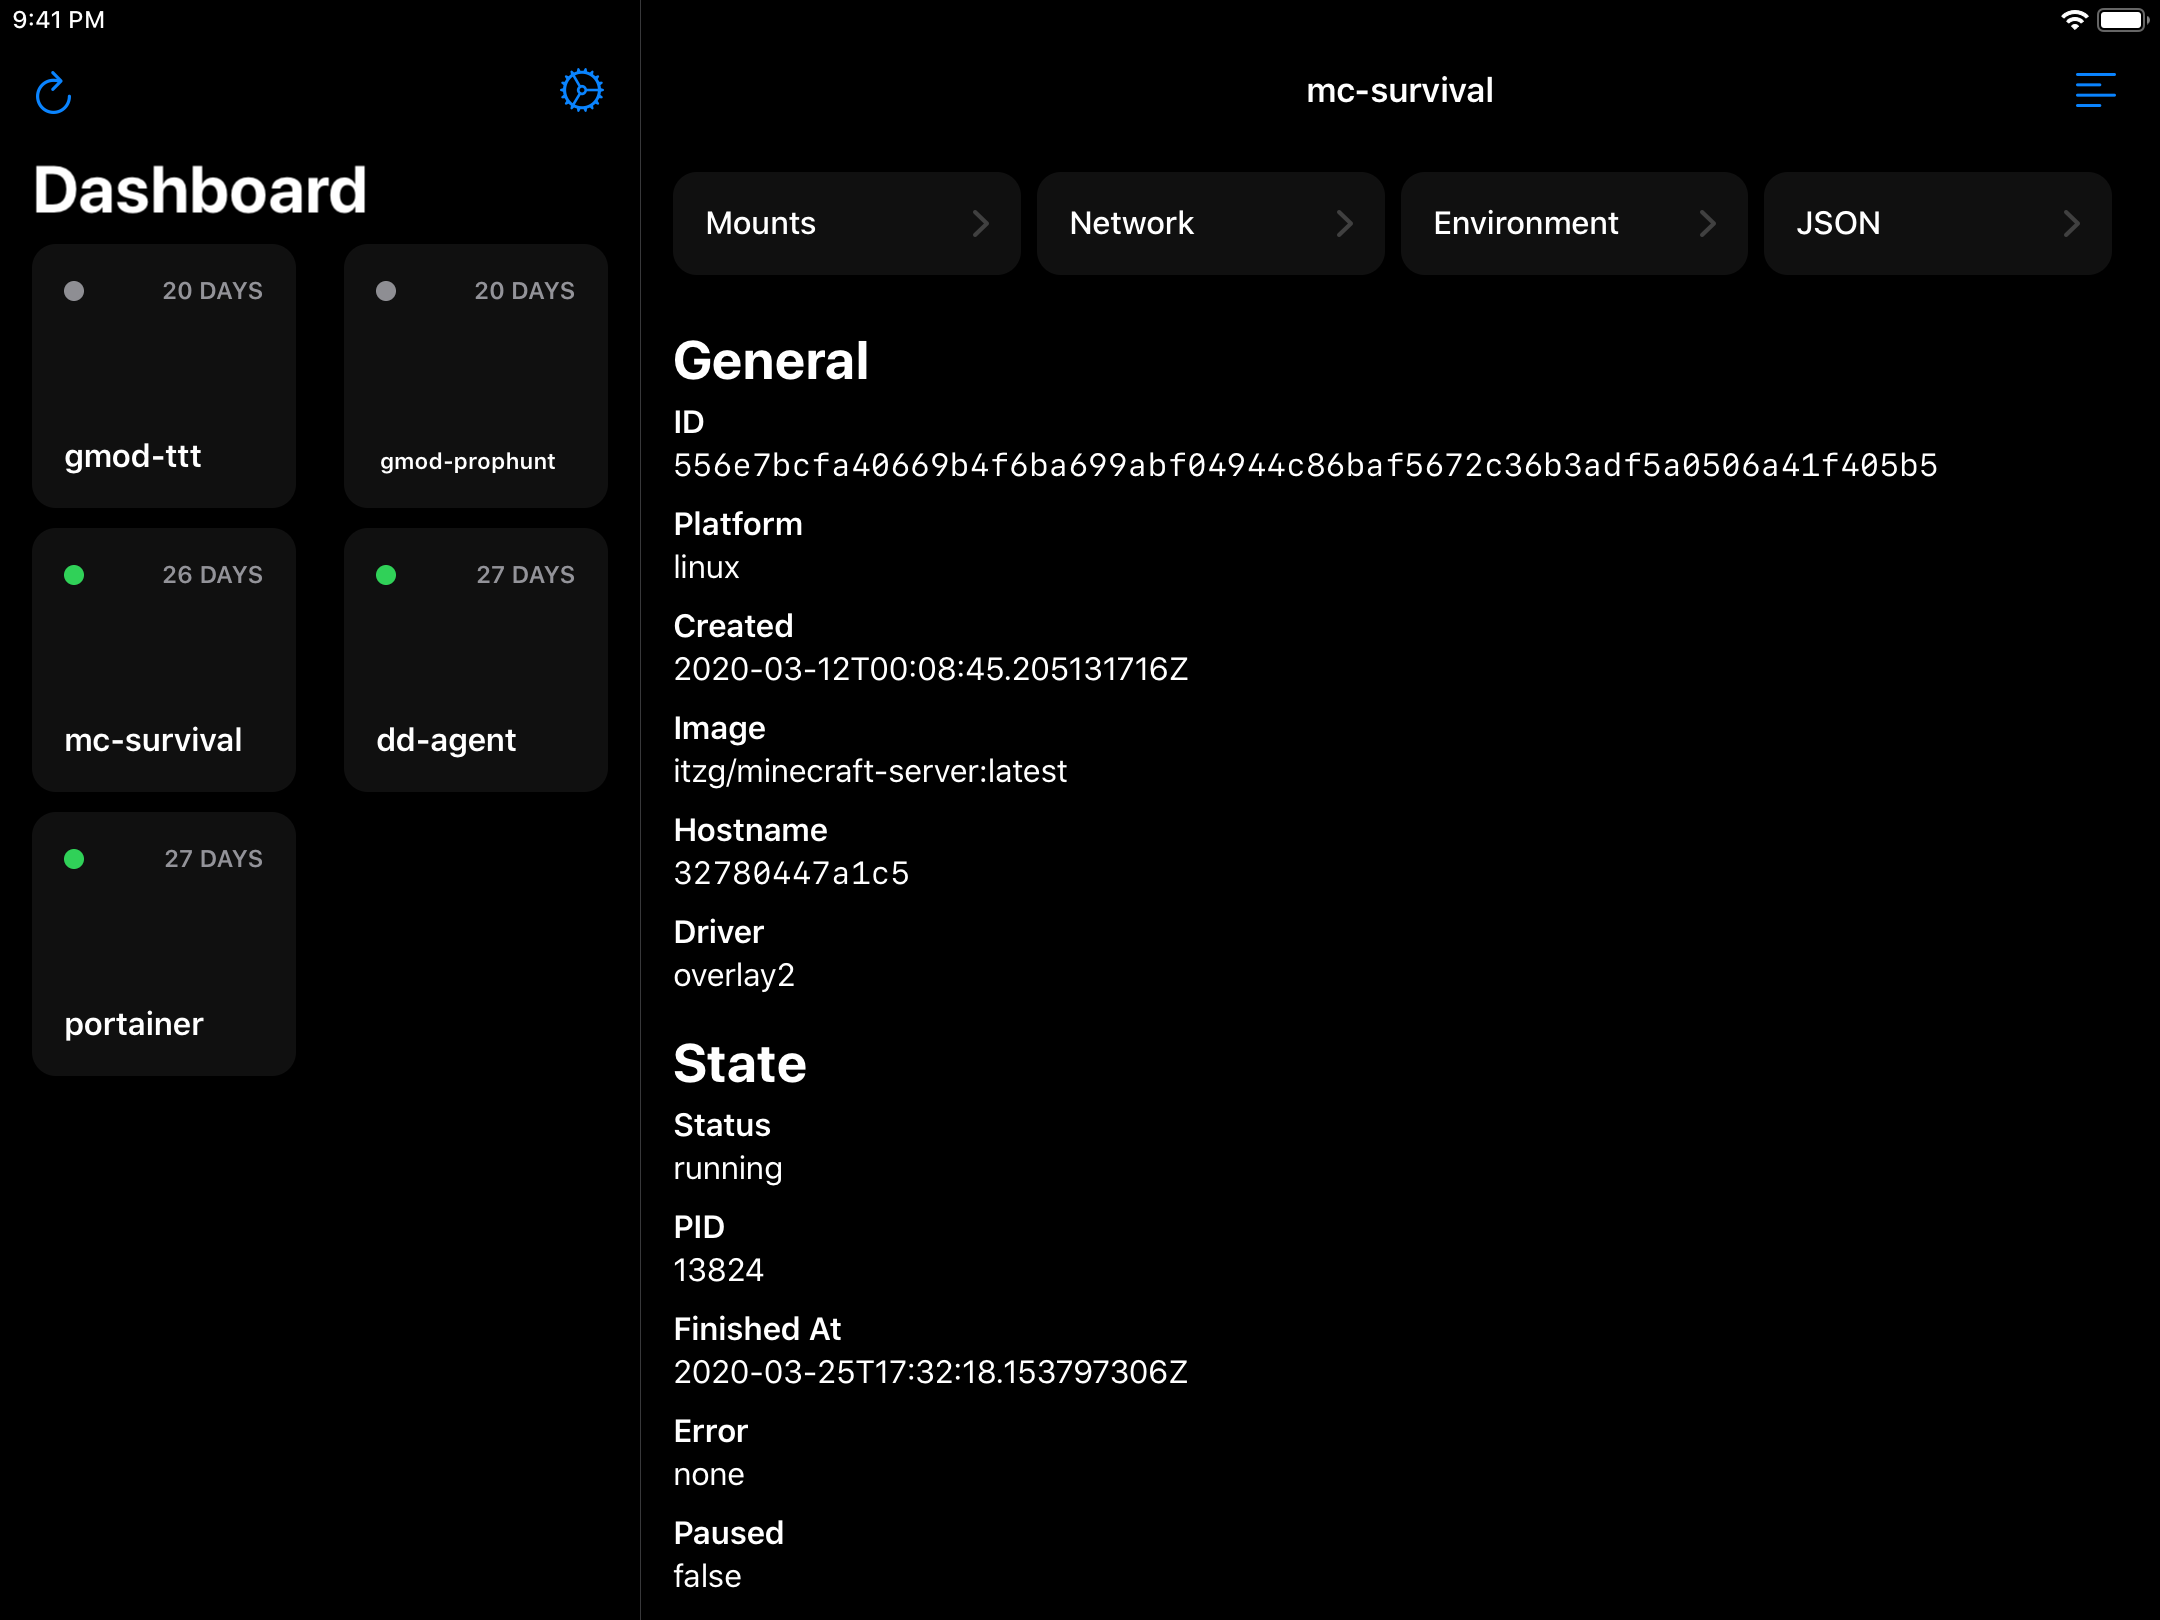 9:41 PM
Dashboard
20 DAYS
gmod-ttt
20 DAYS
gmod-prophunt
26 DAYS
mc-survival
27 DAYS
dd-agent
27 DAYS
portainer
mc-survival
Mounts
Network
Environment
JSON
General
ID
556e7bcfa40669b4f6ba699abf04944c86baf5672c36b3adf5a0506a41f405b5
Platform
linux
Created
2020-03-12T00:08:45.205131716Z
Image
itzg/minecraft-server:latest
Hostname
32780447a1c5
Driver
overlay2
State
Status
running
PID
13824
Finished At
2020-03-25T17:32:18.153797306Z
Error
none
Paused
false